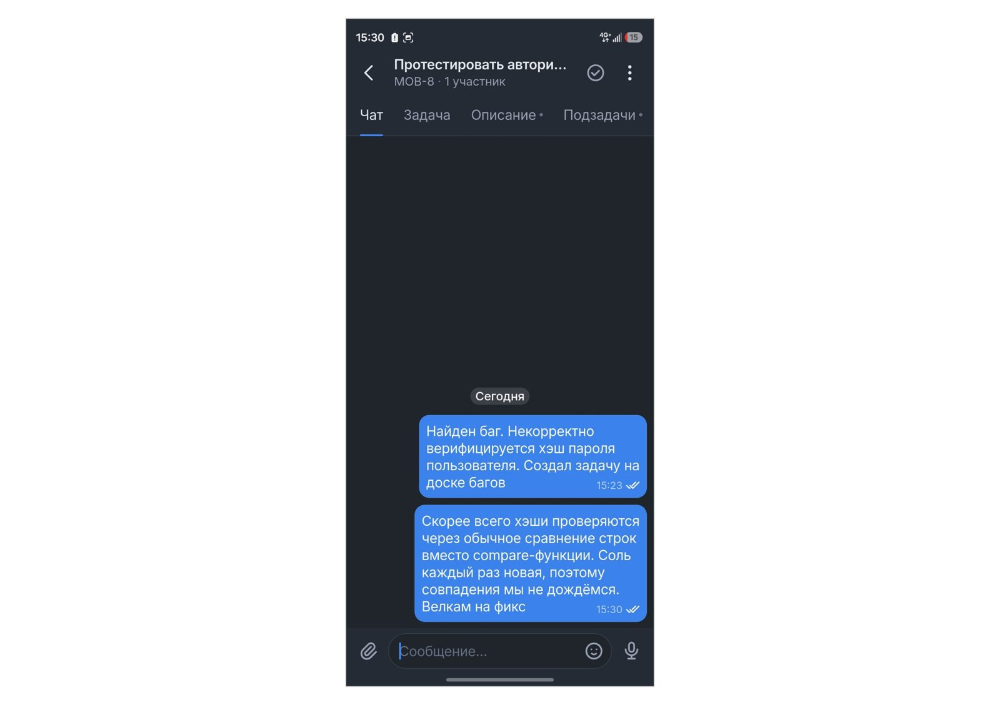 15:30
4G+
15
Протестировать автори...
МОВ-8 · 1 участник
Чат
Задача
Описание •
Подзадачи •
Сегодня
Найден баг. Некорректно
верифицируется хэш пароля
пользователя. Создал задачу на
доске багов
15:23
Скорее всего хэши проверяются
через обычное сравнение строк
вместо compare-функции. Соль
каждый раз новая, поэтому
совпадения мы не дождёмся.
Велкам на фикс
15:30
Сообщение...